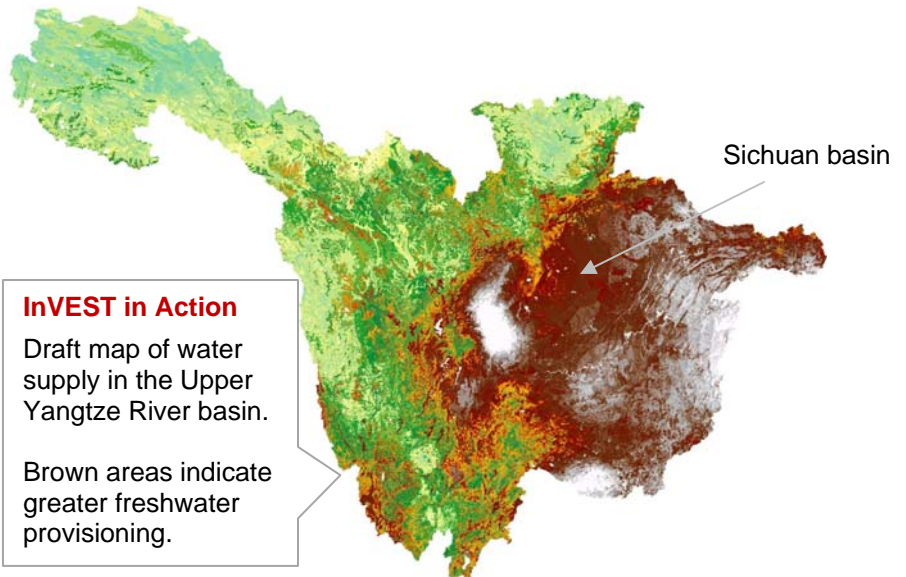 Sichuan basin
InVEST in Action
Draft map of water
supply in the Upper
Yangtze River basin.
Brown areas indicate
greater freshwater
provisioning.